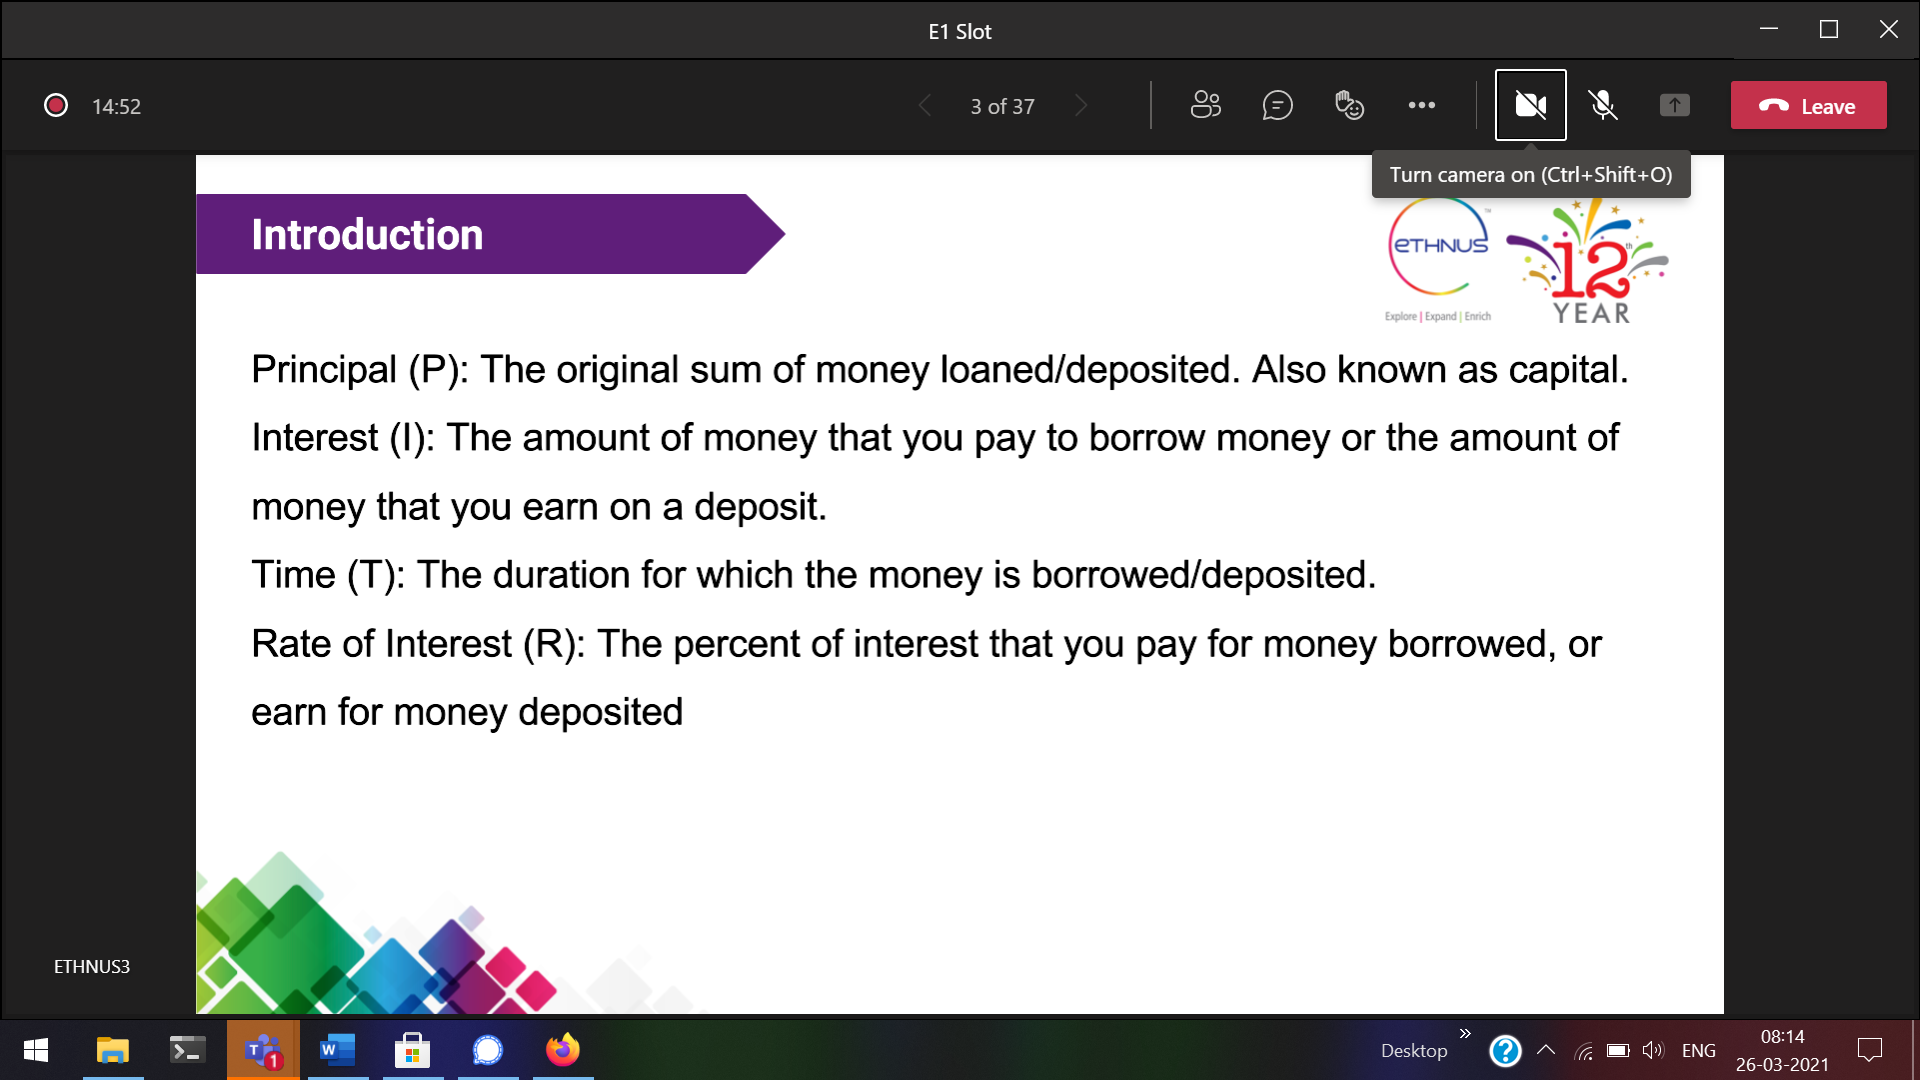 E1 Slot
14:52
3 of 37
Leave
Turn camera on (Ctrl+Shift+O)
Introduction
eTHNUS
TM
Explore | Expand | Enrich
12th
YEAR
Principal (P): The original sum of money loaned/deposited. Also known as capital.
Interest (I): The amount of money that you pay to borrow money or the amount of
money that you earn on a deposit.
Time (T): The duration for which the money is borrowed/deposited.
Rate of Interest (R): The percent of interest that you pay for money borrowed, or
earn for money deposited
ETHNUS3
T
1
W
Desktop
ENG
08:14
26-03-2021